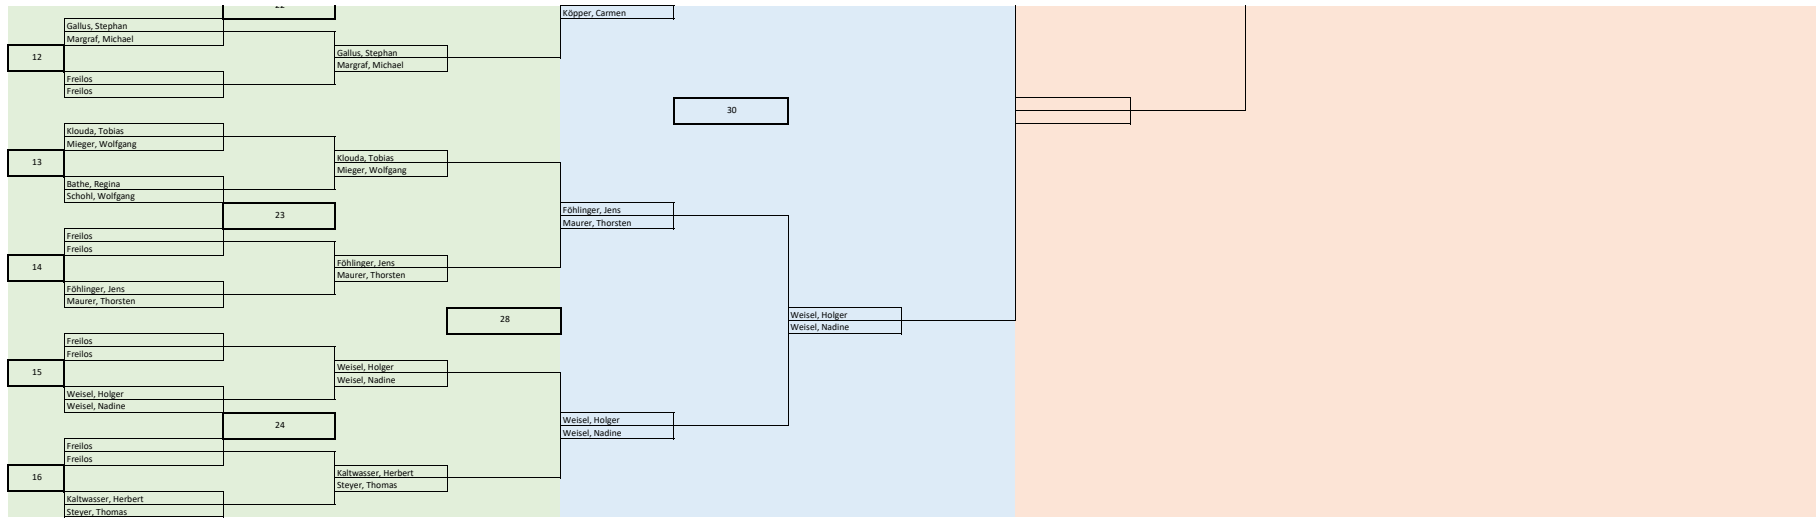 Köpper, Carmen
Gallus, Stephan
Margraf, Michael
12
Gallus, Stephan
Margraf, Michael
Freilos
Freilos
30
Klouda, Tobias
Mieger, Wolfgang
13
Klouda, Tobias
Mieger, Wolfgang
Bathe, Regina
Schohl, Wolfgang
23
Föhlinger, Jens
Maurer, Thorsten
Freilos
Freilos
14
Föhlinger, Jens
Maurer, Thorsten
Föhlinger, Jens
Maurer, Thorsten
28
Weisel, Holger
Weisel, Nadine
Freilos
Freilos
15
Weisel, Holger
Weisel, Nadine
Weisel, Holger
Weisel, Nadine
24
Weisel, Holger
Weisel, Nadine
Freilos
Freilos
16
Kaltwasser, Herbert
Steyer, Thomas
Kaltwasser, Herbert
Steyer, Thomas